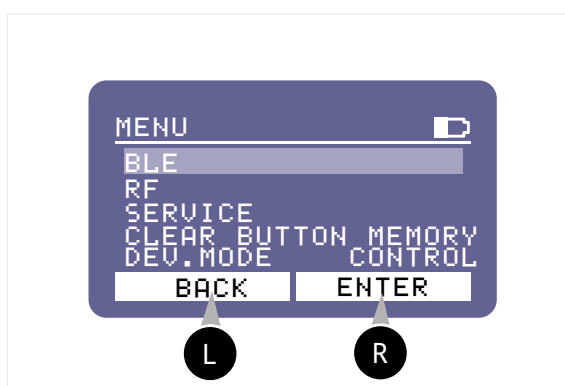 MENU
BLE
RF
SERVICE
CLEAR BUTTON MEMORY
DEV.MODE CONTROL
BACK ENTER
L R